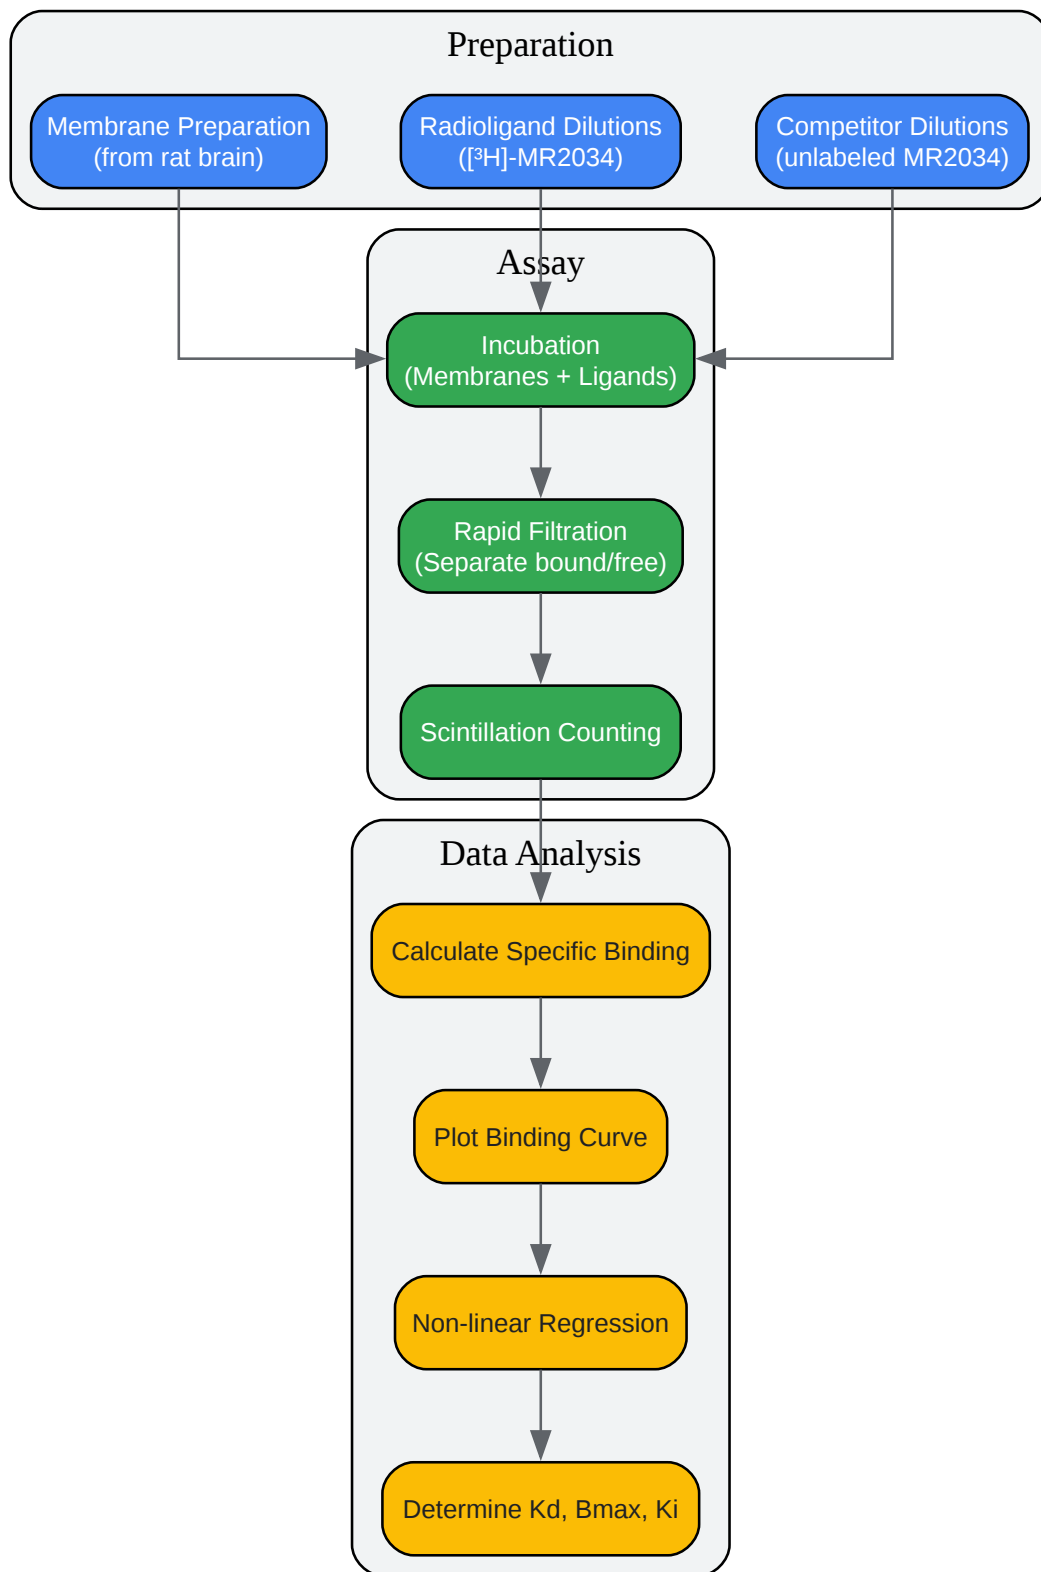 Preparation
Membrane Preparation
(from rat brain)
Radioligand Dilutions
([³H]-MR2034)
Competitor Dilutions
(unlabeled MR2034)
Assay
Incubation
(Membranes + Ligands)
Rapid Filtration
(Separate bound/free)
Scintillation Counting
Data Analysis
Calculate Specific Binding
Plot Binding Curve
Non-linear Regression
Determine Kd, Bmax, Ki